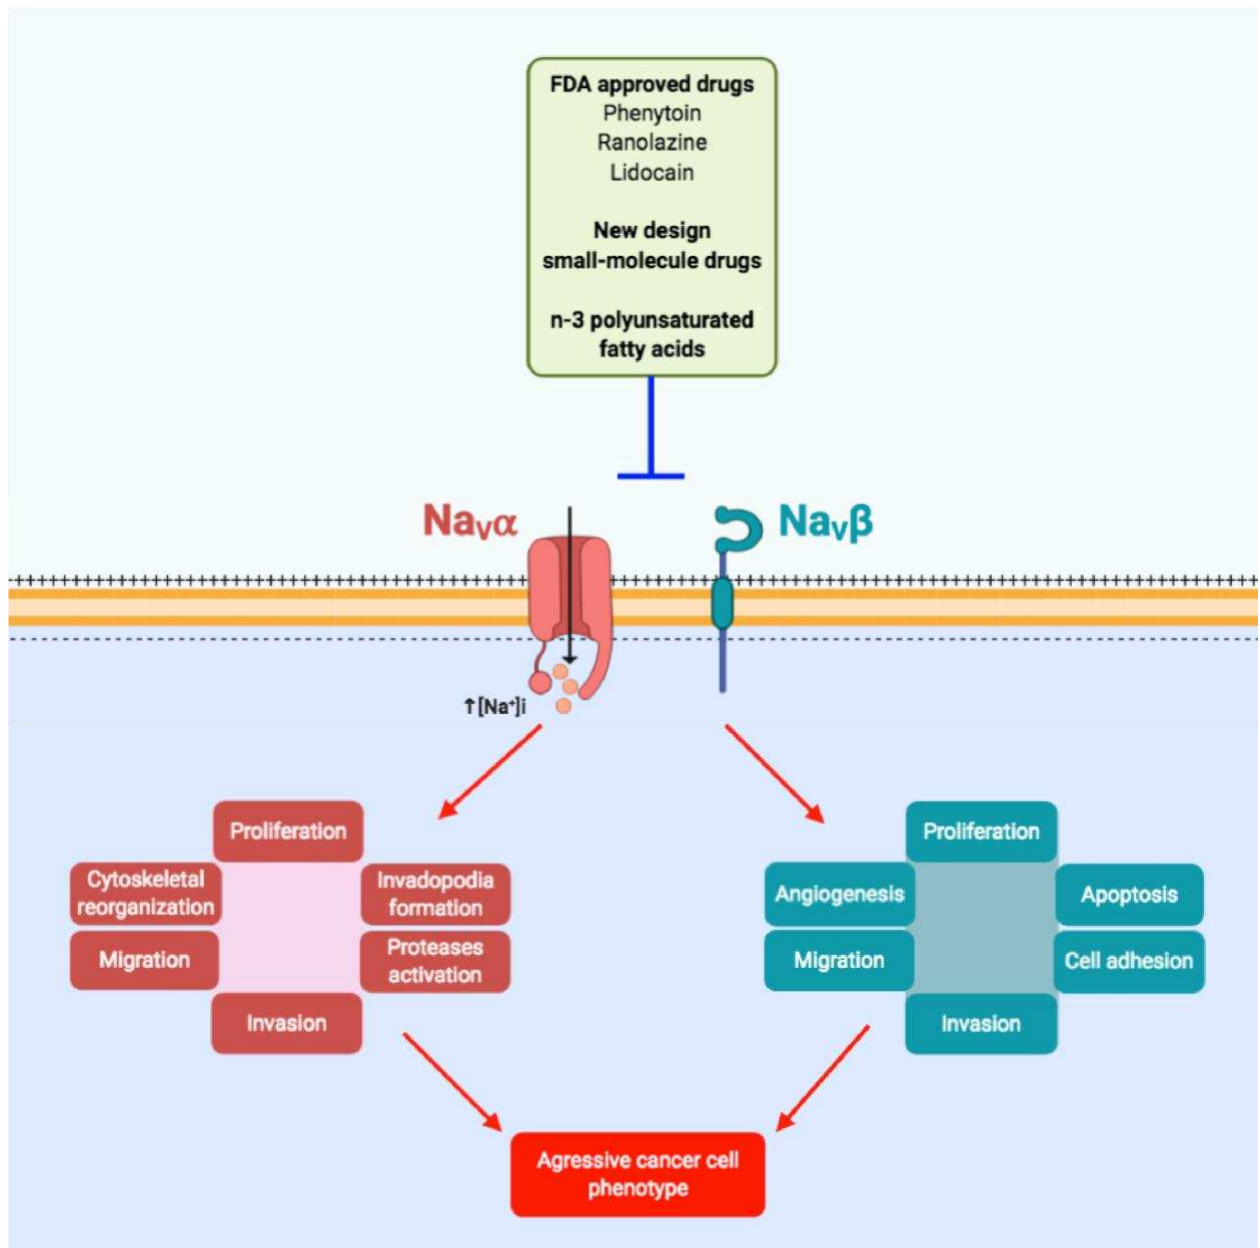 FDA approved drugs
Phenytoin
Ranolazine
Lidocain
New design
small-molecule drugs
n-3 polyunsaturated
fatty acids
NaVα
NaVβ
↑[Na⁺]i
Proliferation
Cytoskeletal
reorganization
Invadopodia
formation
Migration
Proteases
activation
Invasion
Proliferation
Angiogenesis
Apoptosis
Migration
Cell adhesion
Invasion
Agressive cancer cell
phenotype